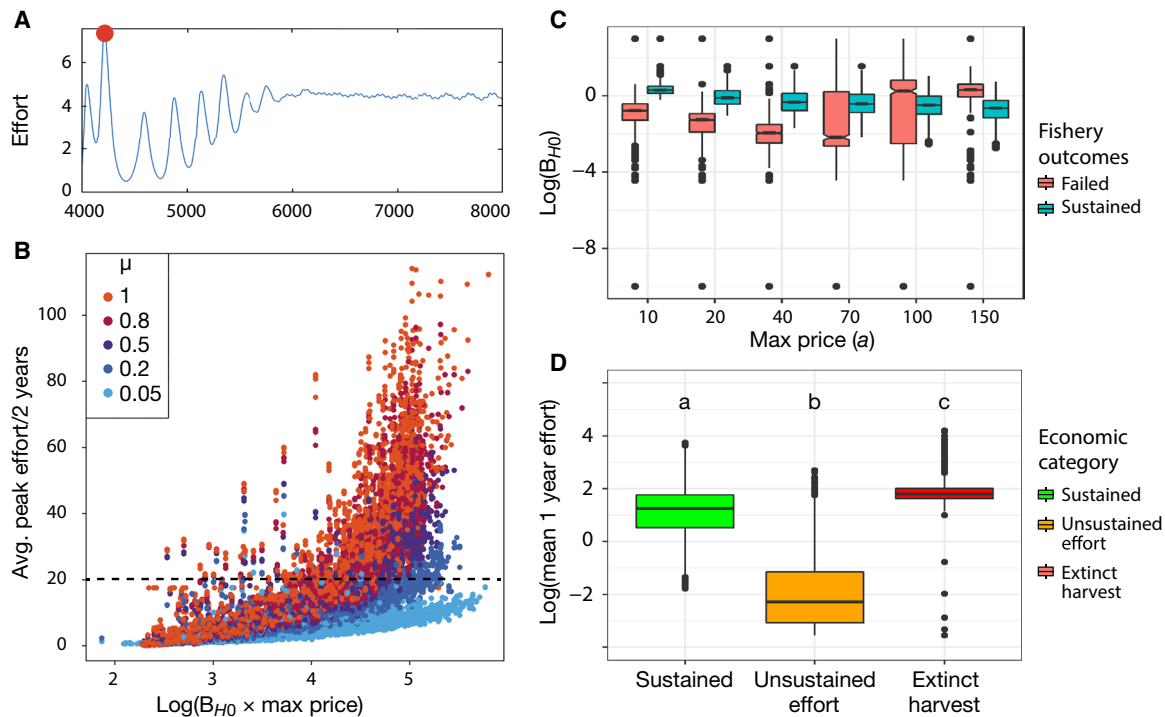 A
Effort
6
4
2
0
4000 5000 6000 7000 8000
B
Avg. peak effort/2 years
μ
1
0.8
0.5
0.2
0.05
100
80
60
40
20
0
2 3 4 5
Log(B_H0 × max price)
C
Log(B_H0)
0
−4
−8
10 20 40 70 100 150
Max price (a)
Fishery
outcomes
Failed
Sustained
D
Log(mean 1 year effort)
4
2
0
−2
a b c
Sustained Unsustained effort Extinct harvest
Economic
category
Sustained
Unsustained
effort
Extinct
harvest